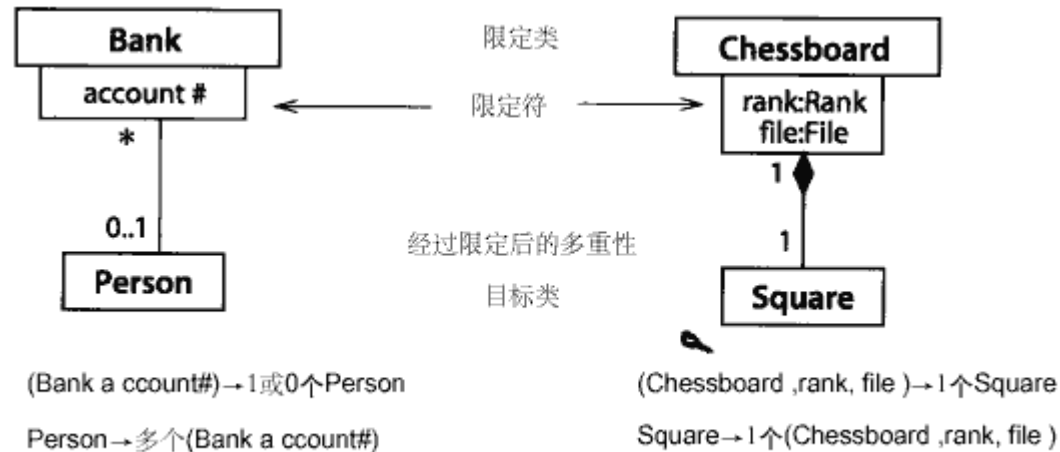 Bank
限定类
Chessboard
account #
限定符
rank:Rank
file:File
*
1
0..1
经过限定后的多重性
1
Person
目标类
Square
(Bank a ccount#)→1或0个Person
(Chessboard ,rank, file )→1个Square
Person→多个(Bank a ccount#)
Square→1个(Chessboard ,rank, file )